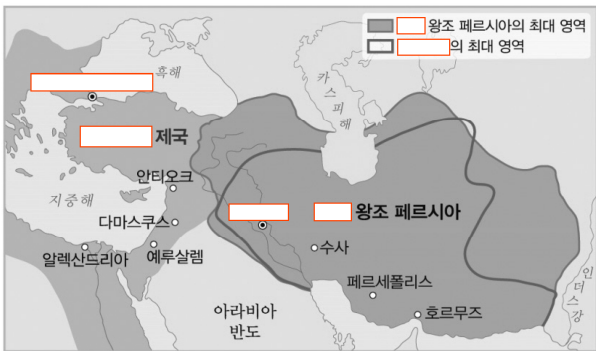 왕조 페르시아의 최대 영역
의 최대 영역
흑해
카스피해
제국
안티오크
지중해
다마스쿠스
왕조 페르시아
수사
알렉산드리아
예루살렘
페르세폴리스
인더스강
아라비아
반도
호르무즈